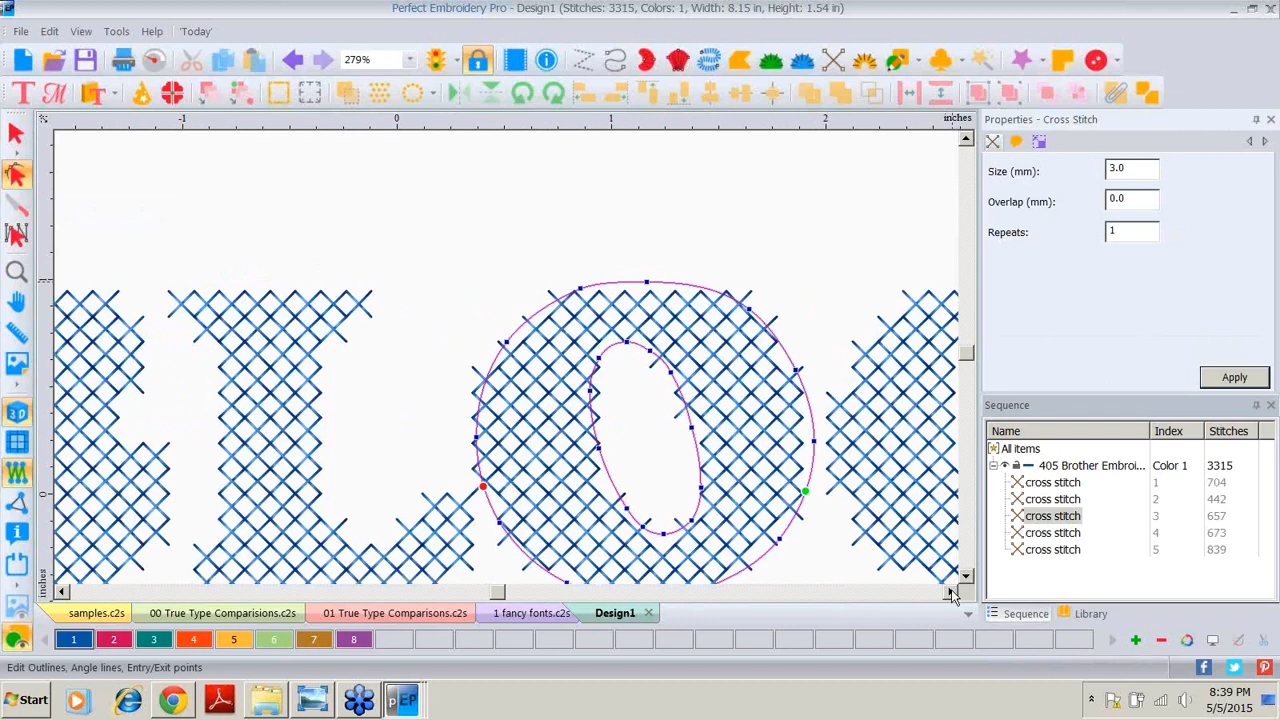 Perfect Embroidery Pro - Design1 (Stitches: 3315, Colors: 1, Width: 8.15 in, Height: 1.54 in)
File Edit View Tools Help 'Today'
279%
-1 0 1 2 inches
inches
Properties - Cross Stitch
Size (mm): 3.0
Overlap (mm): 0.0
Repeats: 1
Apply
Sequence
Name Index Stitches
All items
405 Brother Embroi... Color 1 3315
cross stitch 1 704
cross stitch 2 442
cross stitch 3 657
cross stitch 4 673
cross stitch 5 839
samples.c2s 00 True Type Comparisions.c2s 01 True Type Comparisons.c2s 1 fancy fonts.c2s Design1
Sequence Library
1 2 3 4 5 6 7 8
Edit Outlines, Angle lines, Entry/Exit points
Start
8:39 PM
5/5/2015